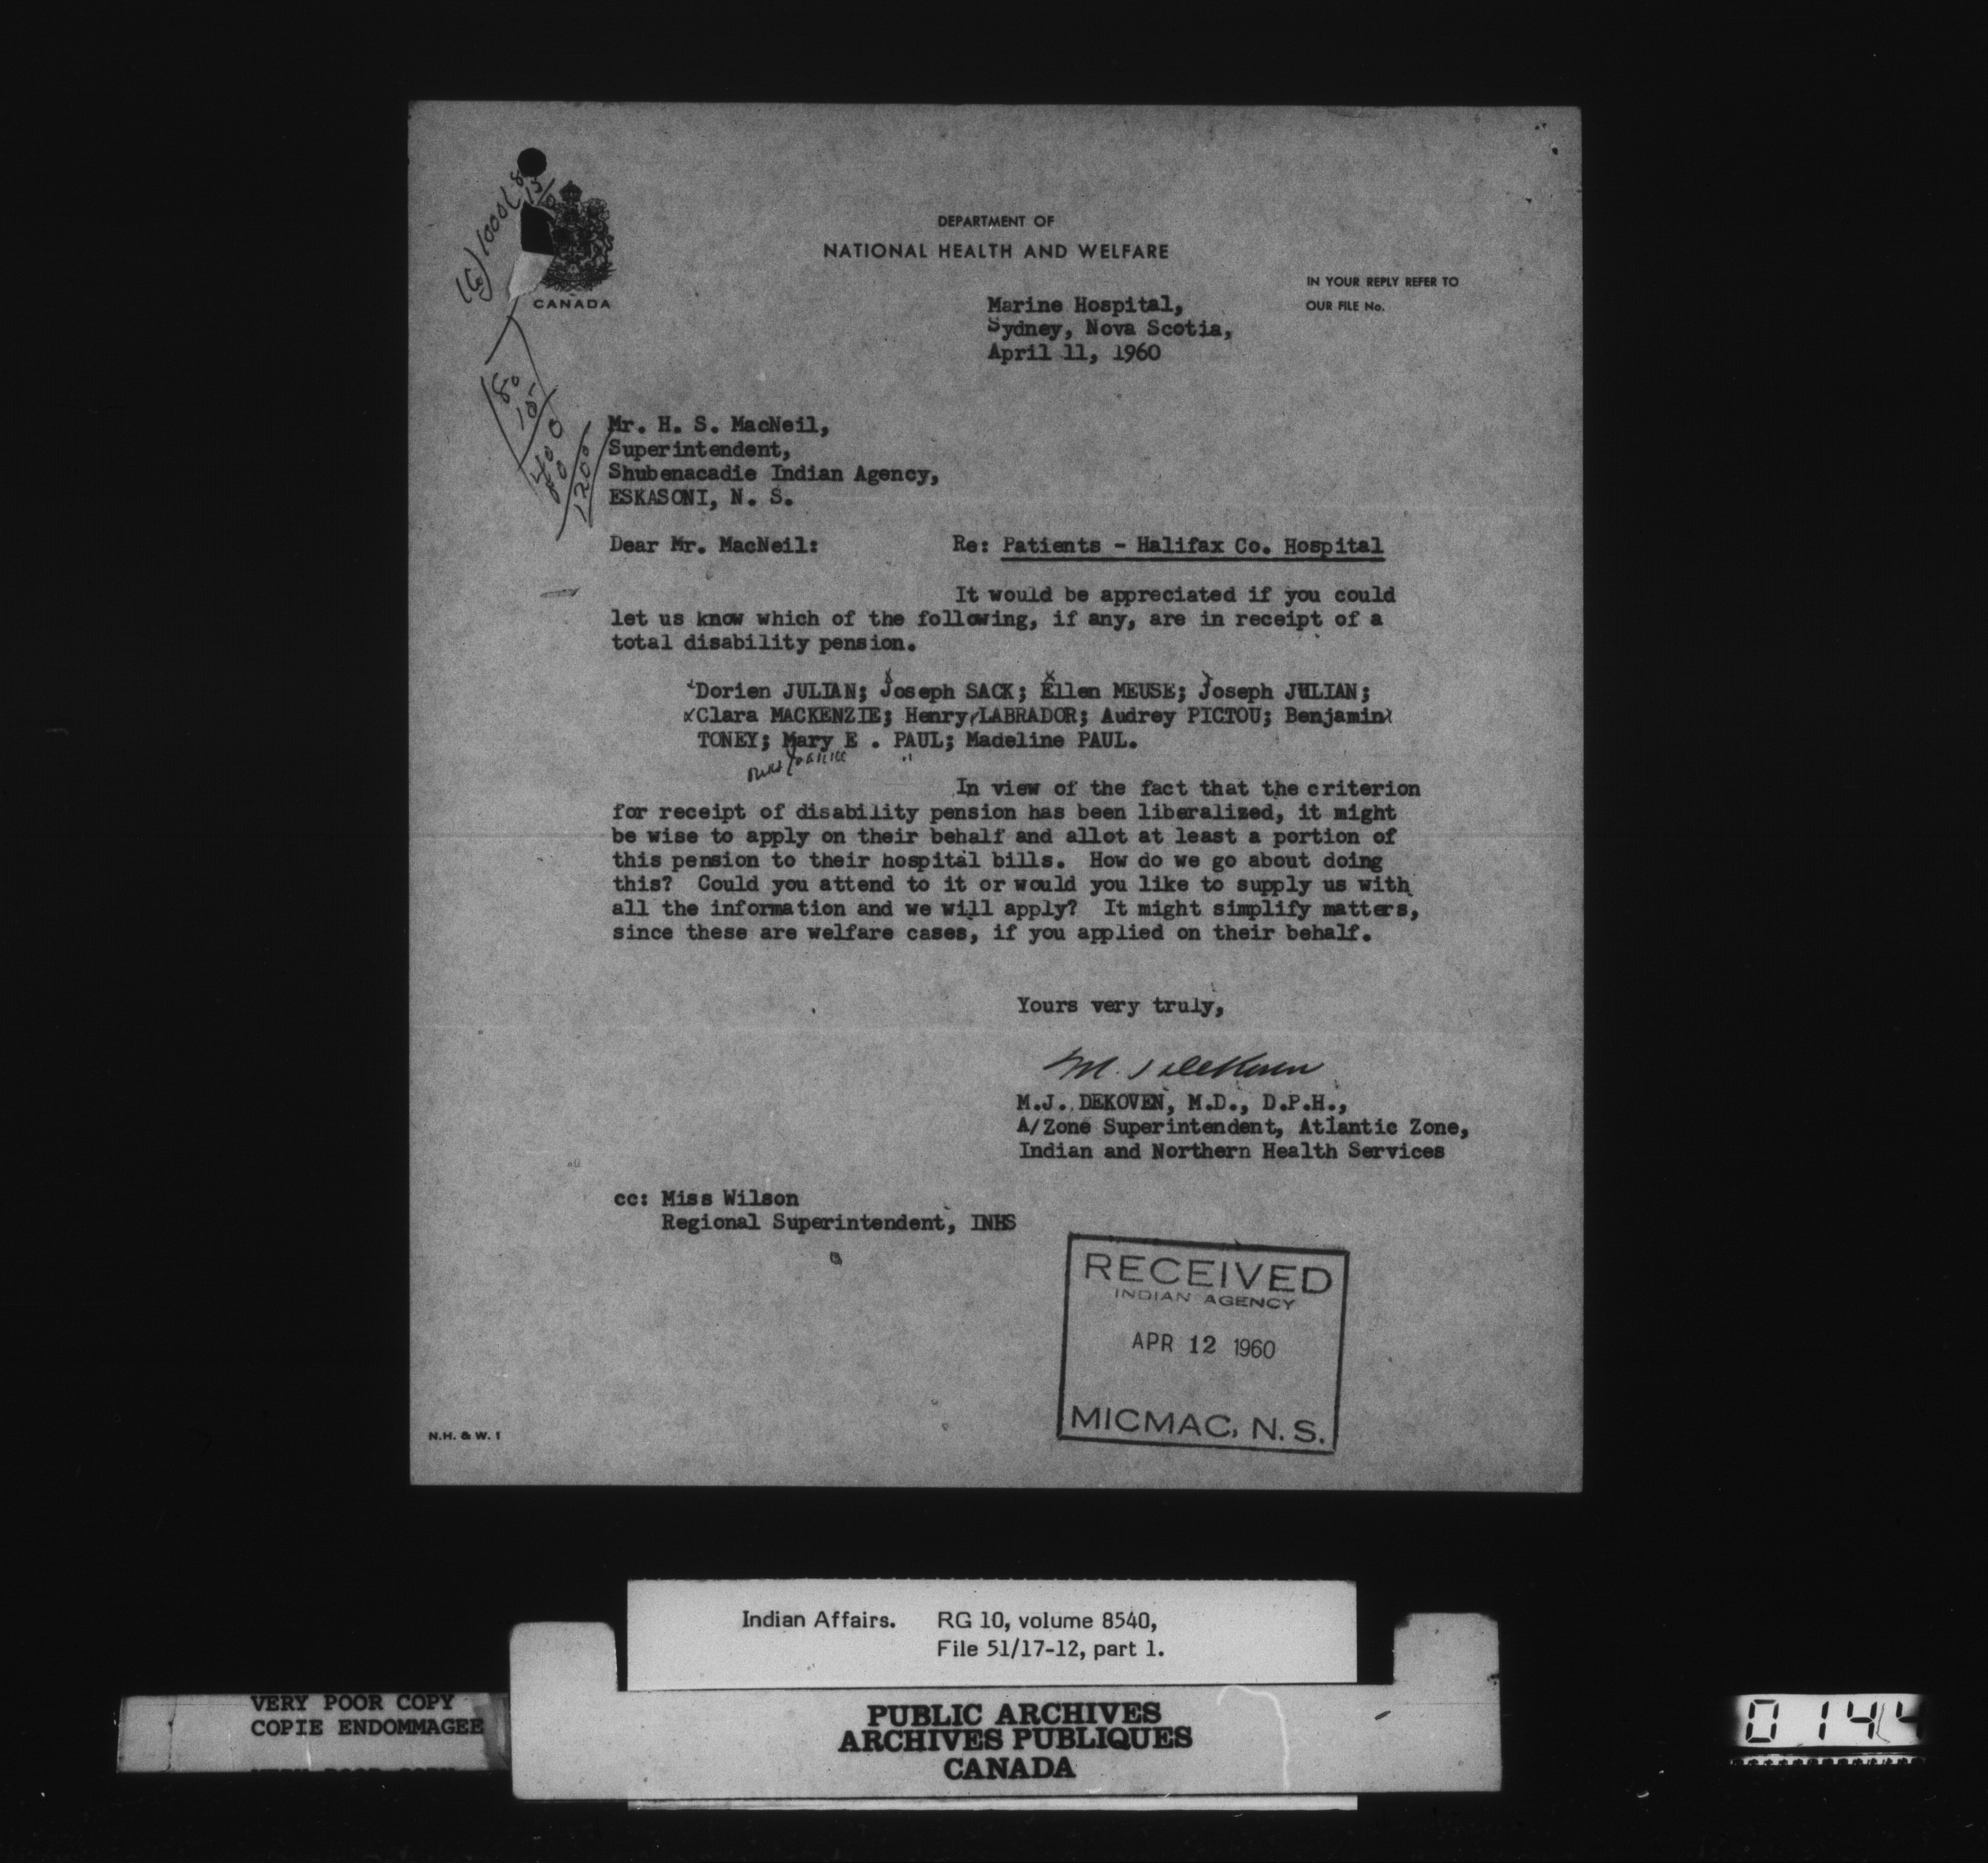 DEPARTMENT OF
NATIONAL HEALTH AND WELFARE
CANADA
IN YOUR REPLY REFER TO
OUR FILE No.
Marine Hospital,
Sydney, Nova Scotia,
April 11, 1960
80
15
400
80
1200
Mr. H. S. MacNeil,
Superintendent,
Shubenacadie Indian Agency,
ESKASONI, N. S.
Dear Mr. MacNeil: Re: Patients - Halifax Co. Hospital
It would be appreciated if you could
let us know which of the following, if any, are in receipt of a
total disability pension.
Dorien JULIAN; Joseph SACK; Ellen MEUSE; Joseph JULIAN;
x Clara MACKENZIE; Henry LABRADOR; Audrey PICTOU; Benjamin
TONEY; Mary E . PAUL; Madeline PAUL.
In view of the fact that the criterion
for receipt of disability pension has been liberalized, it might
be wise to apply on their behalf and allot at least a portion of
this pension to their hospital bills. How do we go about doing
this? Could you attend to it or would you like to supply us with
all the information and we will apply? It might simplify matters,
since these are welfare cases, if you applied on their behalf.
Yours very truly,
M. J. DeKoven
M.J. DEKOVEN, M.D., D.P.H.,
A/Zone Superintendent, Atlantic Zone,
Indian and Northern Health Services
cc: Miss Wilson
Regional Superintendent, INHS
RECEIVED
INDIAN AGENCY
APR 12 1960
MICMAC, N. S.
N.H. & W. 1
Indian Affairs. RG 10, volume 8540,
File 51/17-12, part 1.
VERY POOR COPY
COPIE ENDOMMAGEE
PUBLIC ARCHIVES
ARCHIVES PUBLIQUES
CANADA